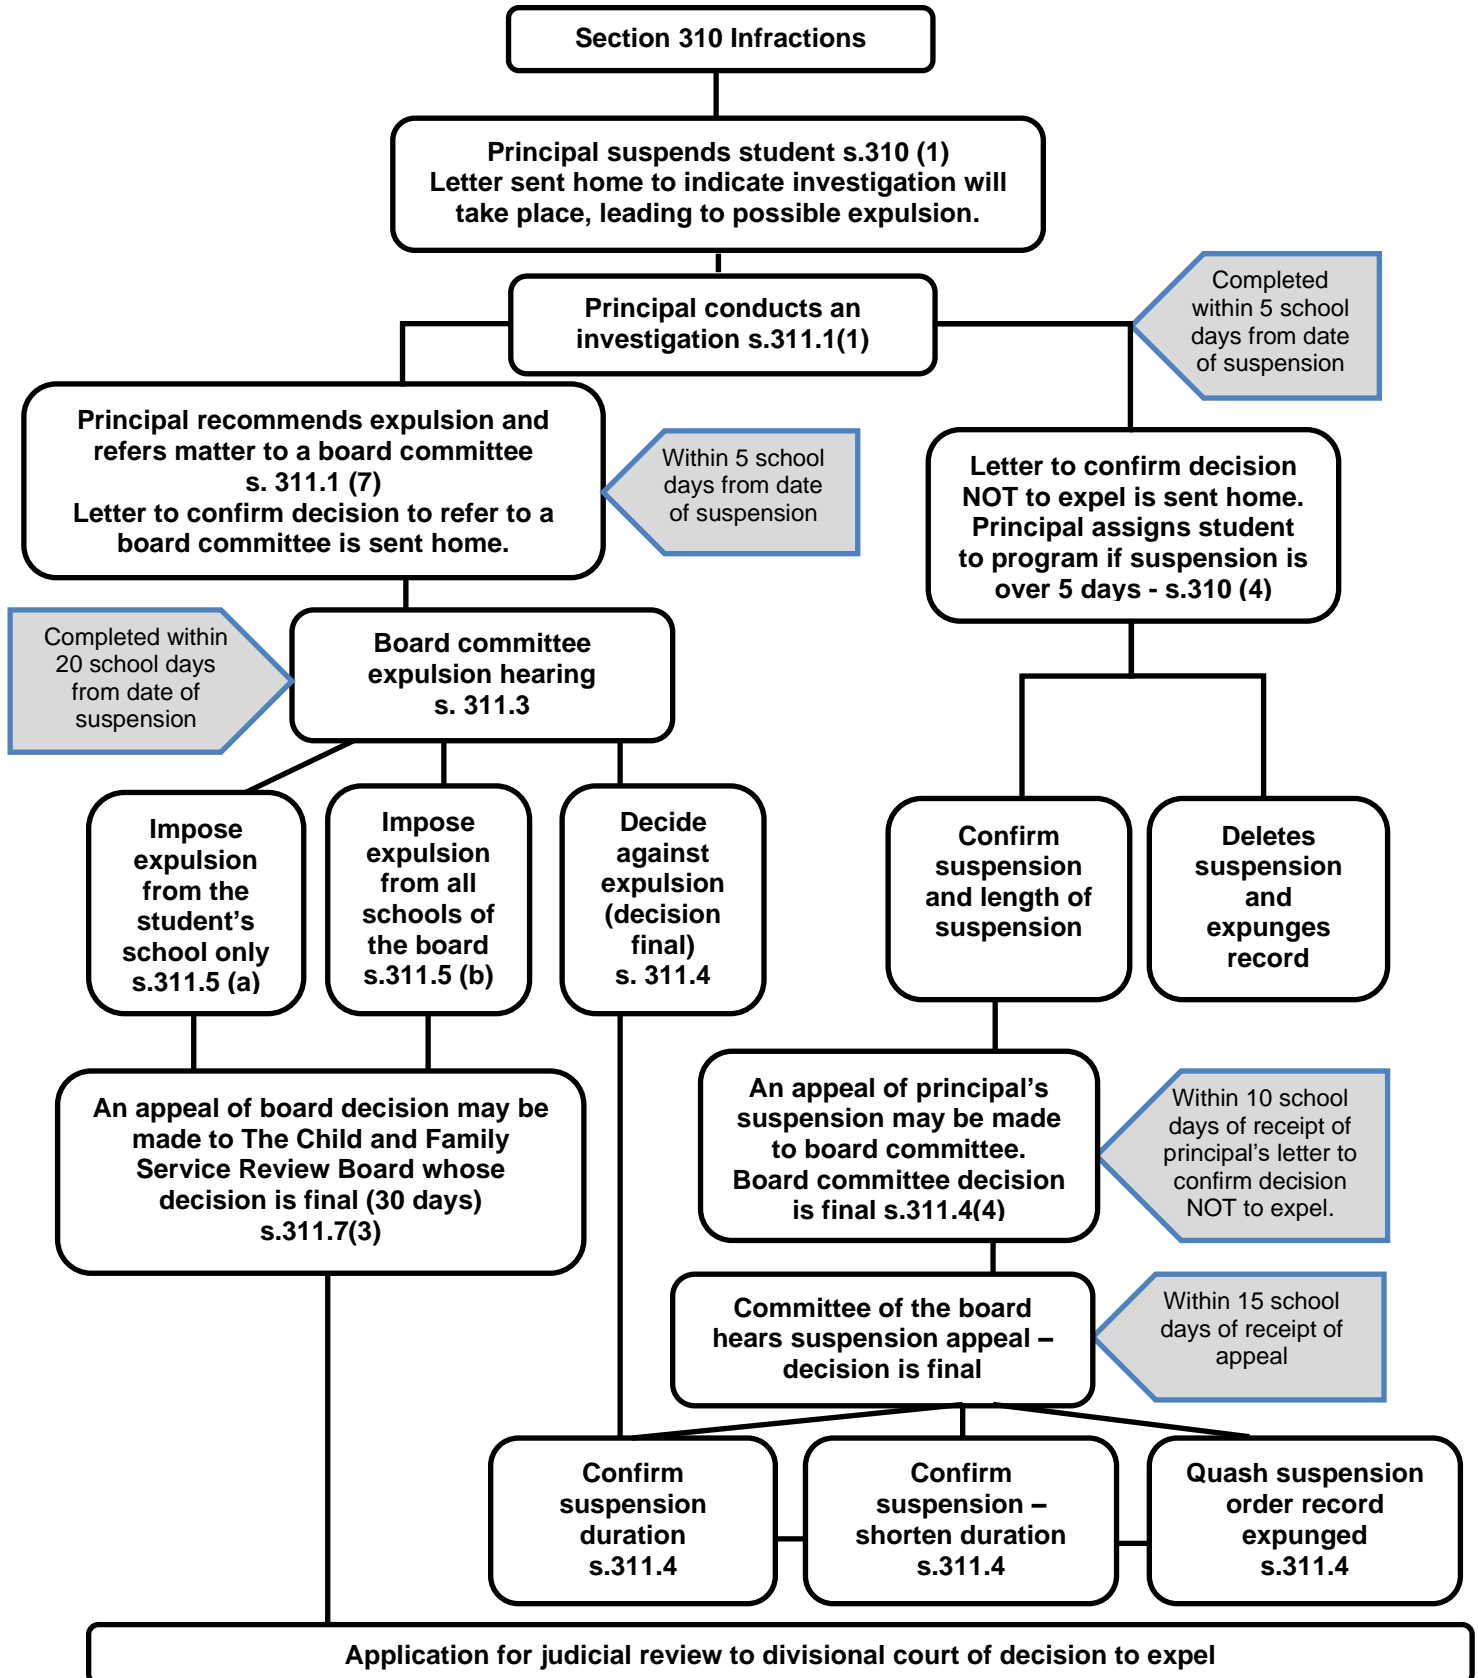 Section 310 Infractions
Principal suspends student s.310 (1)
Letter sent home to indicate investigation will
take place, leading to possible expulsion.
Principal conducts an
investigation s.311.1(1)
Completed
within 5 school
days from date
of suspension
Principal recommends expulsion and
refers matter to a board committee
s. 311.1 (7)
Letter to confirm decision to refer to a
board committee is sent home.
Within 5 school
days from date
of suspension
Letter to confirm decision
NOT to expel is sent home.
Principal assigns student
to program if suspension is
over 5 days - s.310 (4)
Completed within
20 school days
from date of
suspension
Board committee
expulsion hearing
s. 311.3
Impose
expulsion
from the
student’s
school only
s.311.5 (a)
Impose
expulsion
from all
schools of
the board
s.311.5 (b)
Decide
against
expulsion
(decision
final)
s. 311.4
Confirm
suspension
and length of
suspension
Deletes
suspension
and
expunges
record
An appeal of board decision may be
made to The Child and Family
Service Review Board whose
decision is final (30 days)
s.311.7(3)
An appeal of principal’s
suspension may be made
to board committee.
Board committee decision
is final s.311.4(4)
Within 10 school
days of receipt of
principal’s letter to
confirm decision
NOT to expel.
Committee of the board
hears suspension appeal –
decision is final
Within 15 school
days of receipt of
appeal
Confirm
suspension
duration
s.311.4
Confirm
suspension –
shorten duration
s.311.4
Quash suspension
order record
expunged
s.311.4
Application for judicial review to divisional court of decision to expel